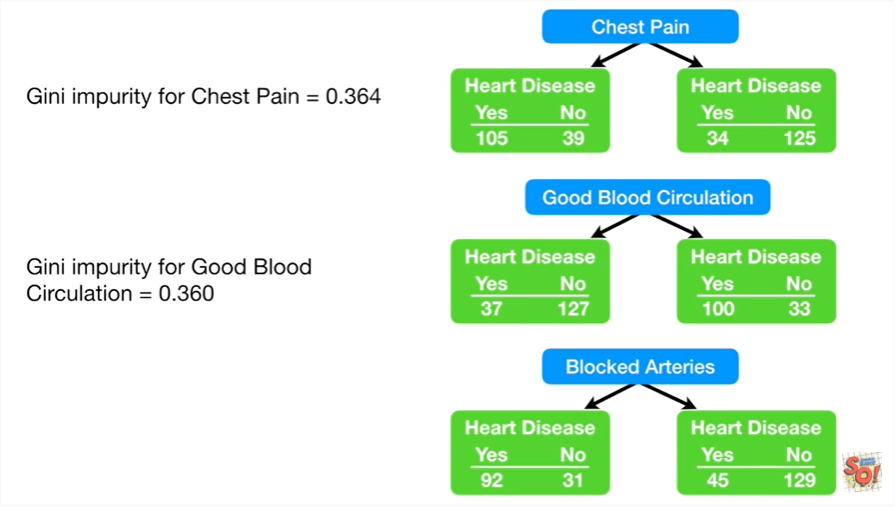 Chest Pain
Gini impurity for Chest Pain = 0.364
Heart Disease
Yes No
105 39
Heart Disease
Yes No
34 125
Good Blood Circulation
Gini impurity for Good Blood
Circulation = 0.360
Heart Disease
Yes No
37 127
Heart Disease
Yes No
100 33
Blocked Arteries
Heart Disease
Yes No
92 31
Heart Disease
Yes No
45 129
SQ!